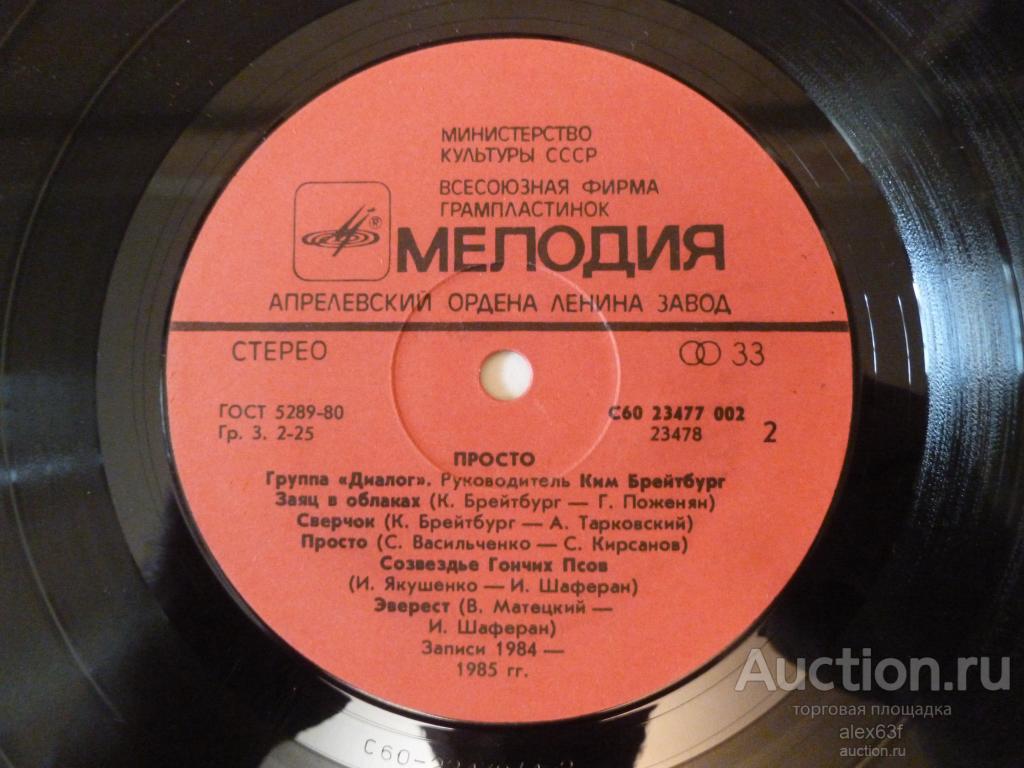 МИНИСТЕРСТВО
КУЛЬТУРЫ СССР
ВСЕСОЮЗНАЯ ФИРМА
ГРАМПЛАСТИНОК
®
МЕЛОДИЯ
АПРЕЛЕВСКИЙ ОРДЕНА ЛЕНИНА ЗАВОД
СТЕРЕО 33
ГОСТ 5289-80 С60 23477 002
Гр. 3. 2-25 23478 2
ПРОСТО
Группа «Диалог». Руководитель Ким Брейтбург
Заяц в облаках (К. Брейтбург — Г. Поженян)
Сверчок (К. Брейтбург — А. Тарковский)
Просто (С. Васильченко — С. Кирсанов)
Созвездье Гончих Псов
(И. Якушенко — И. Шаферан)
Эверест (В. Матецкий —
И. Шаферан)
Записи 1984 —
1985 гг.
С60-
Auction.ru
торговая площадка
alex63f
auction.ru